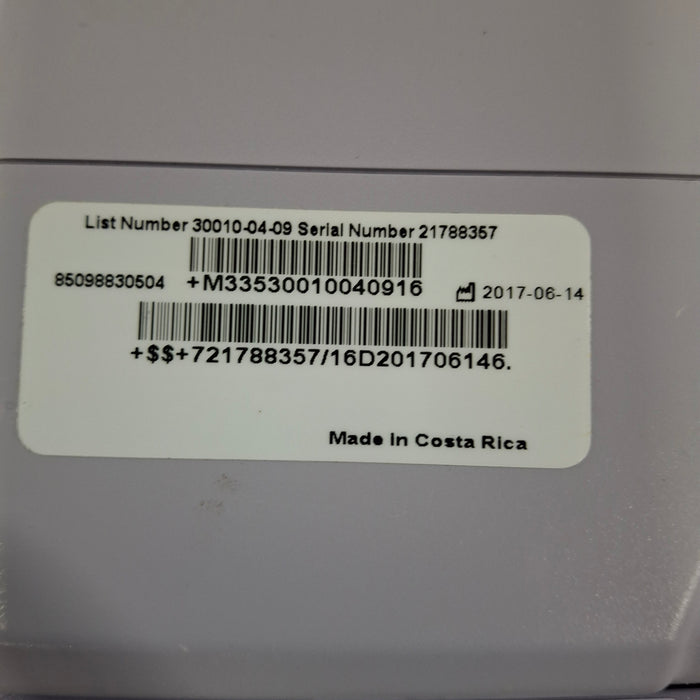 List Number 30010-04-09 Serial Number 21788357
85098830504 +M33530010040916 2017-06-14
+$$+721788357/16D201706146.
Made in Costa Rica